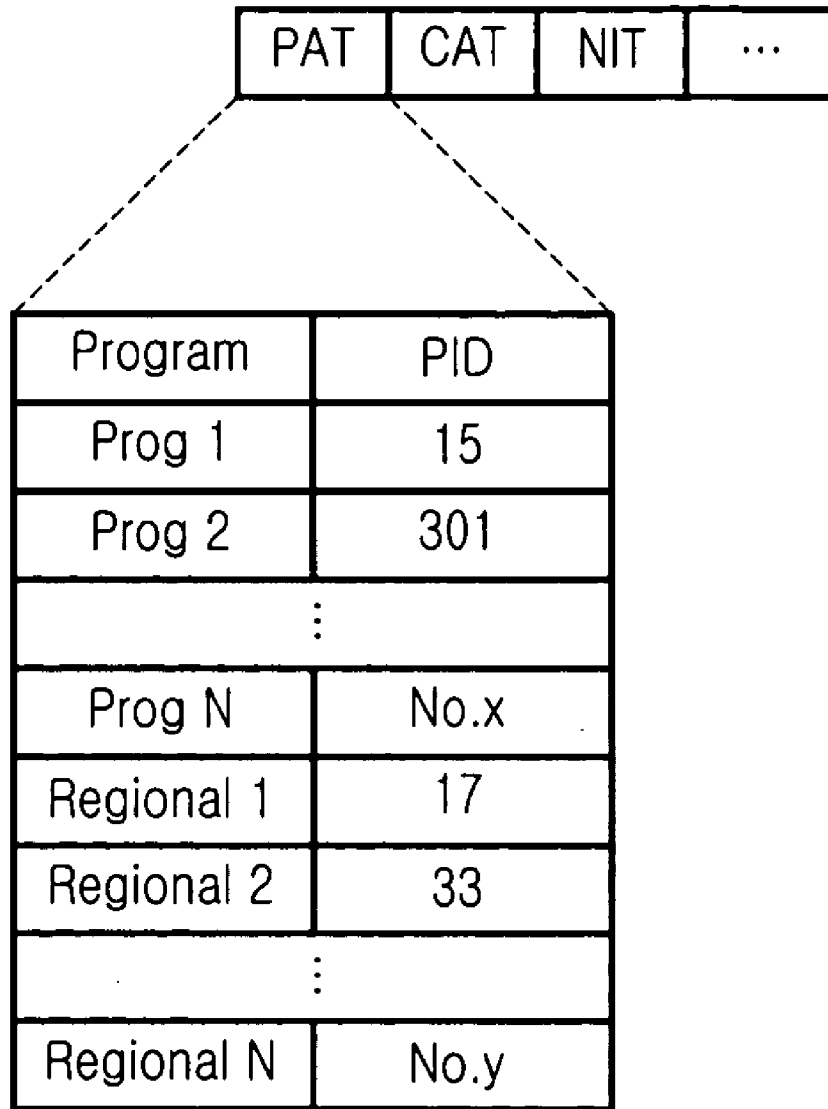 PAT CAT NIT ...
Program PID
Prog 1 15
Prog 2 301
⋮
Prog N No.x
Regional 1 17
Regional 2 33
⋮
Regional N No.y